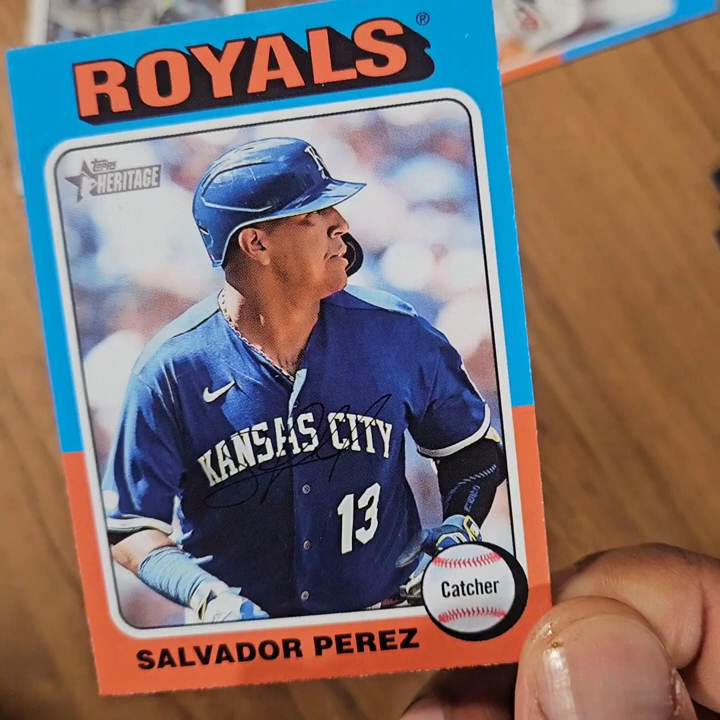 ROYALS®
Topps
HERITAGE
K
KANSAS CITY
13
Catcher
SALVADOR PEREZ